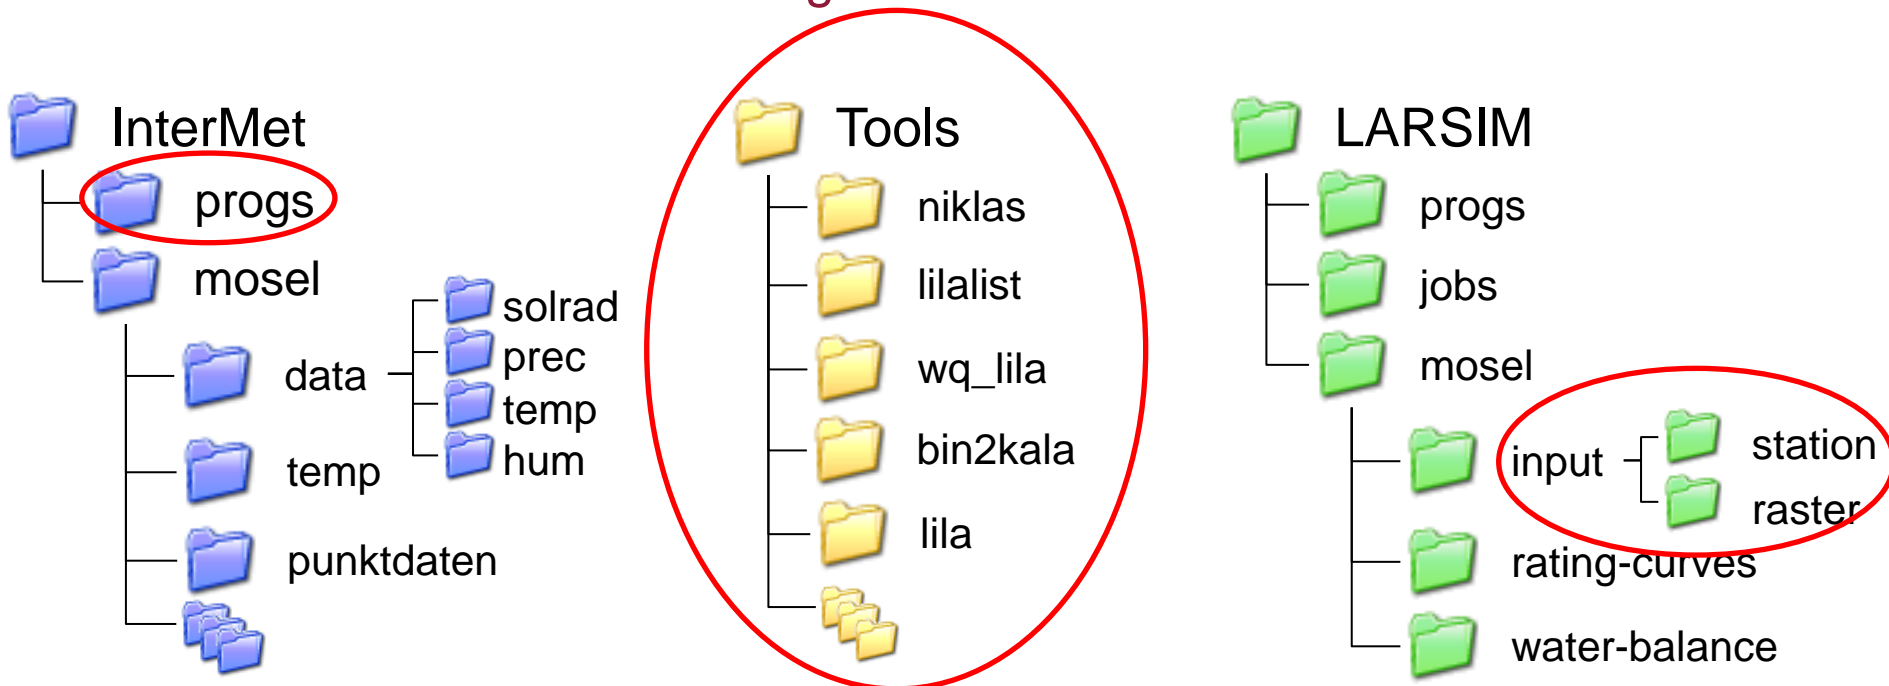 InterMet
progs
mosel
data
solrad
prec
temp
hum
temp
punktdaten
Tools
niklas
lilalist
wq_lila
bin2kala
lila
LARSIM
progs
jobs
mosel
input
station
raster
rating-curves
water-balance